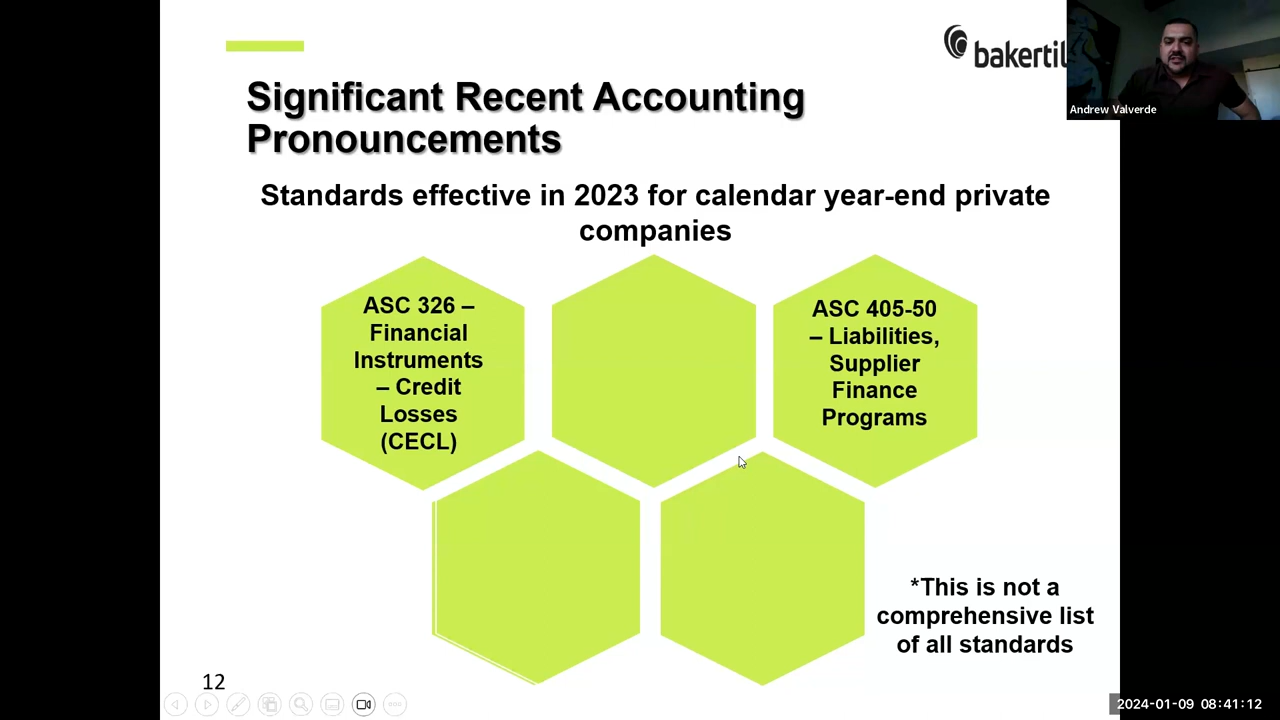 bakertil
Andrew Valverde
Significant Recent Accounting
Pronouncements
Standards effective in 2023 for calendar year-end private
companies
ASC 326 –
Financial
Instruments
– Credit
Losses
(CECL)
ASC 405-50
– Liabilities,
Supplier
Finance
Programs
*This is not a
comprehensive list
of all standards
12
2024-01-09 08:41:12